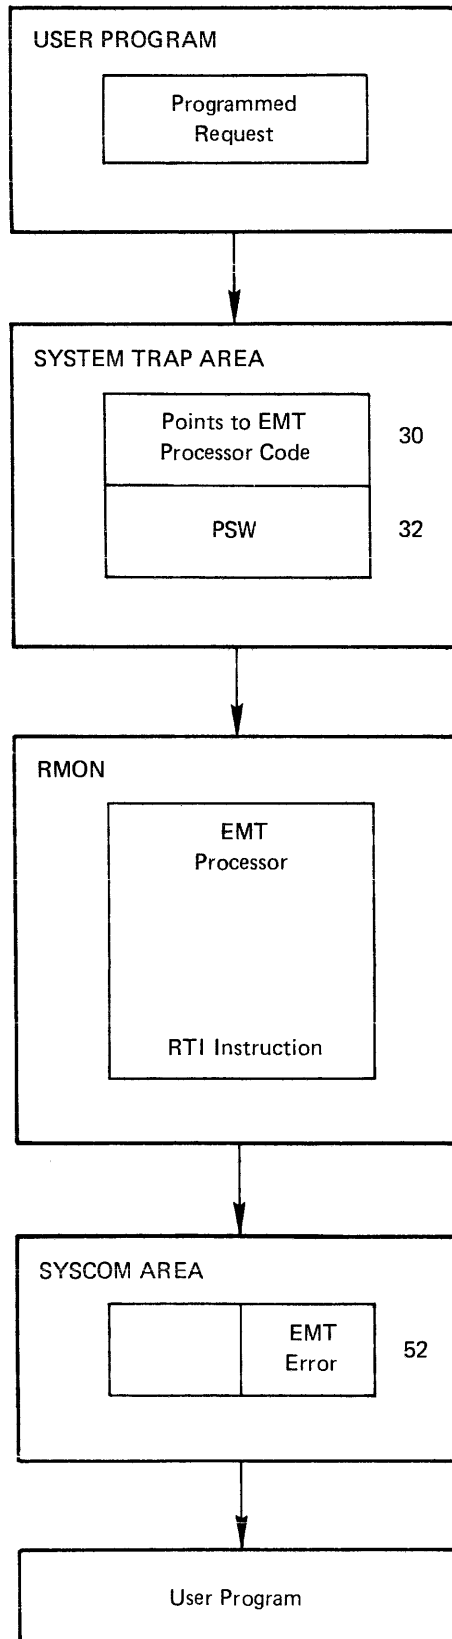 USER PROGRAM
Programmed
Request
SYSTEM TRAP AREA
Points to EMT
Processor Code
30
PSW
32
RMON
EMT
Processor
RTI Instruction
SYSCOM AREA
EMT
Error
52
User Program